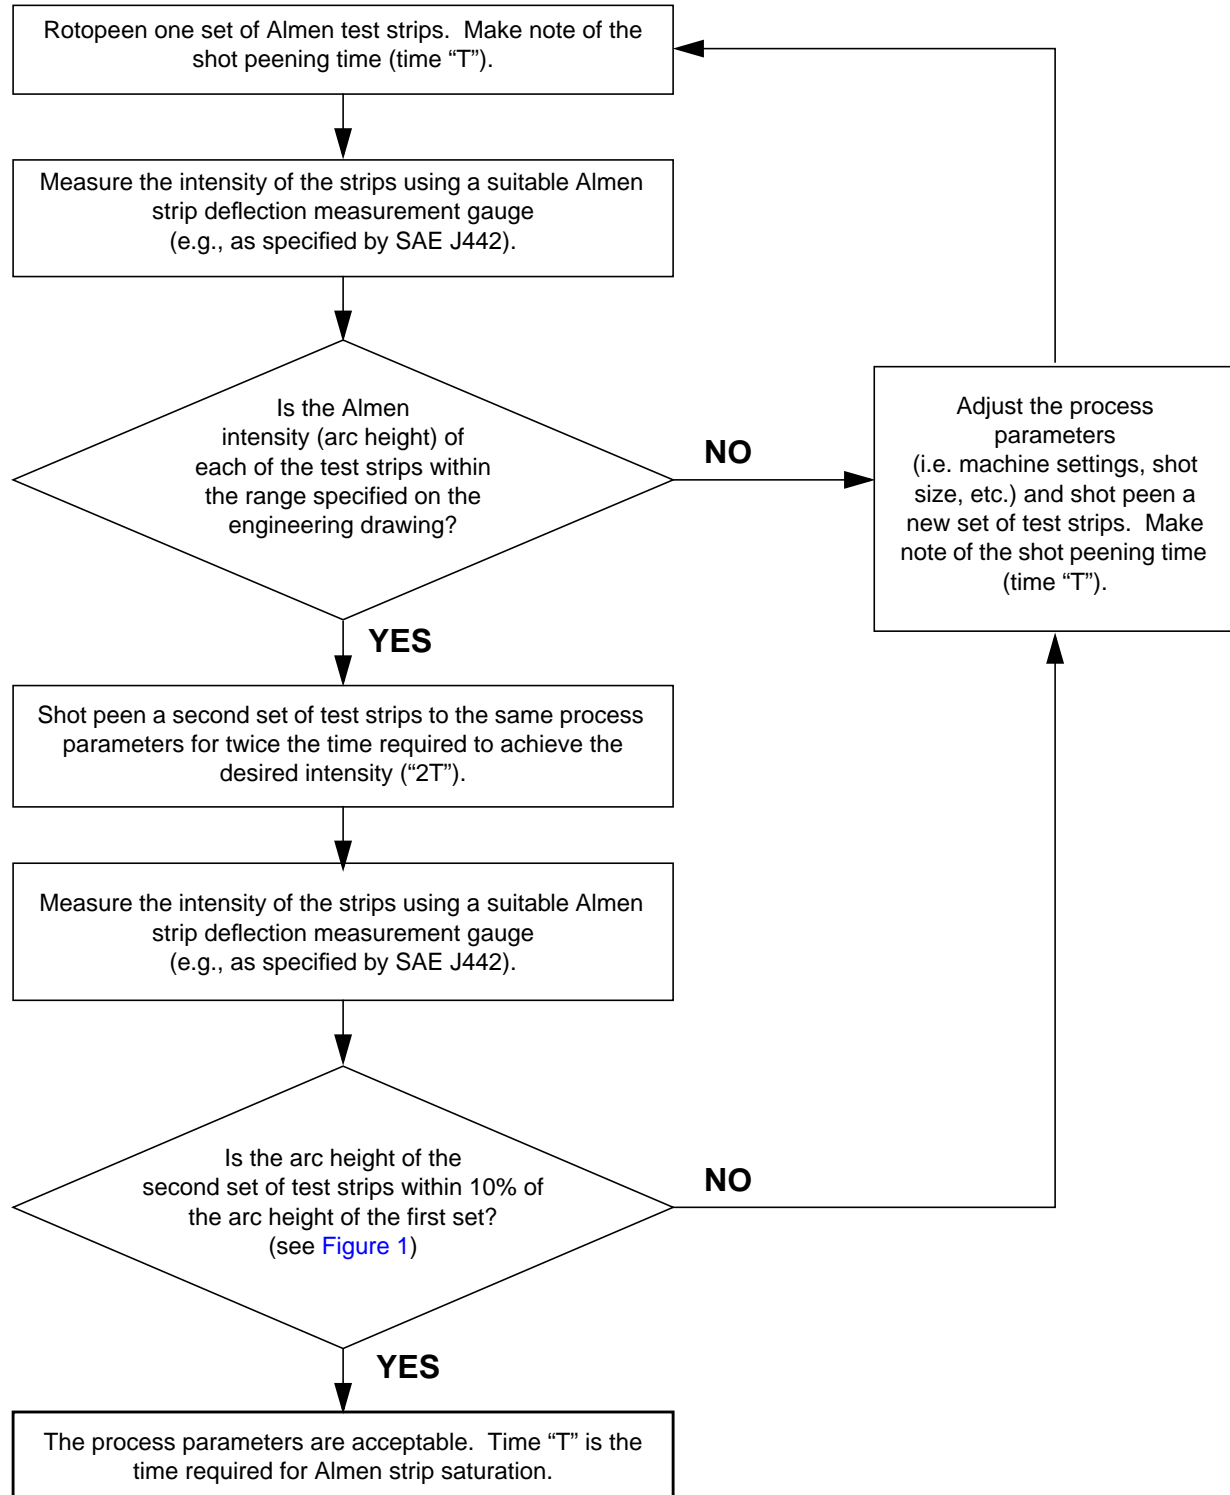 Rotopeen one set of Almen test strips.  Make note of the
shot peening time (time “T”).
Measure the intensity of the strips using a suitable Almen
strip deflection measurement gauge
(e.g., as specified by SAE J442).
Is the Almen
intensity (arc height) of
each of the test strips within
the range specified on the
engineering drawing?
NO
Adjust the process
parameters
(i.e. machine settings, shot
size, etc.) and shot peen a
new set of test strips.  Make
note of the shot peening time
(time “T”).
YES
Shot peen a second set of test strips to the same process
parameters for twice the time required to achieve the
desired intensity (“2T”).
Measure the intensity of the strips using a suitable Almen
strip deflection measurement gauge
(e.g., as specified by SAE J442).
Is the arc height of the
second set of test strips within 10% of
the arc height of the first set?
(see Figure 1)
NO
YES
The process parameters are acceptable.  Time “T” is the
time required for Almen strip saturation.